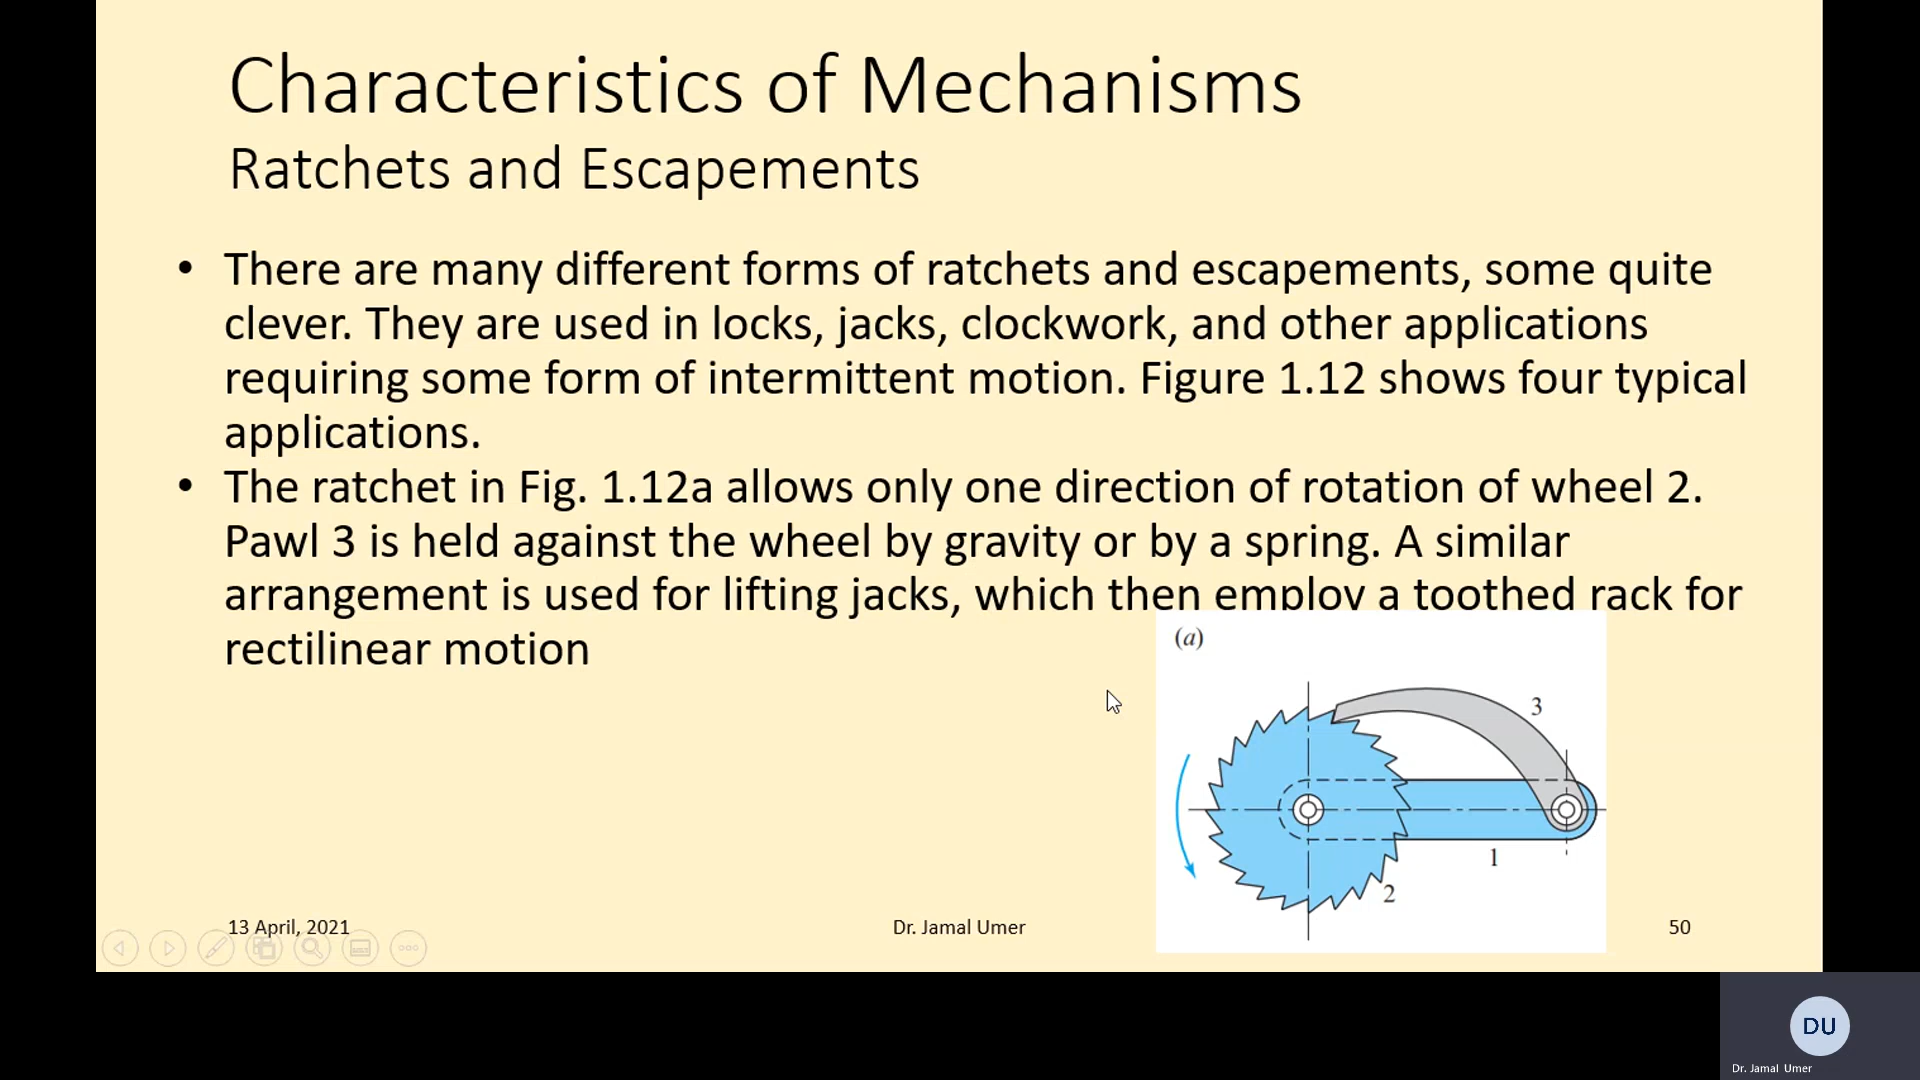 Characteristics of Mechanisms
Ratchets and Escapements
• There are many different forms of ratchets and escapements, some quite
clever. They are used in locks, jacks, clockwork, and other applications
requiring some form of intermittent motion. Figure 1.12 shows four typical
applications.
• The ratchet in Fig. 1.12a allows only one direction of rotation of wheel 2.
Pawl 3 is held against the wheel by gravity or by a spring. A similar
arrangement is used for lifting jacks, which then employ a toothed rack for
rectilinear motion
(a)
3
1
2
13 April, 2021
Dr. Jamal Umer
50
DU
Dr. Jamal Umer